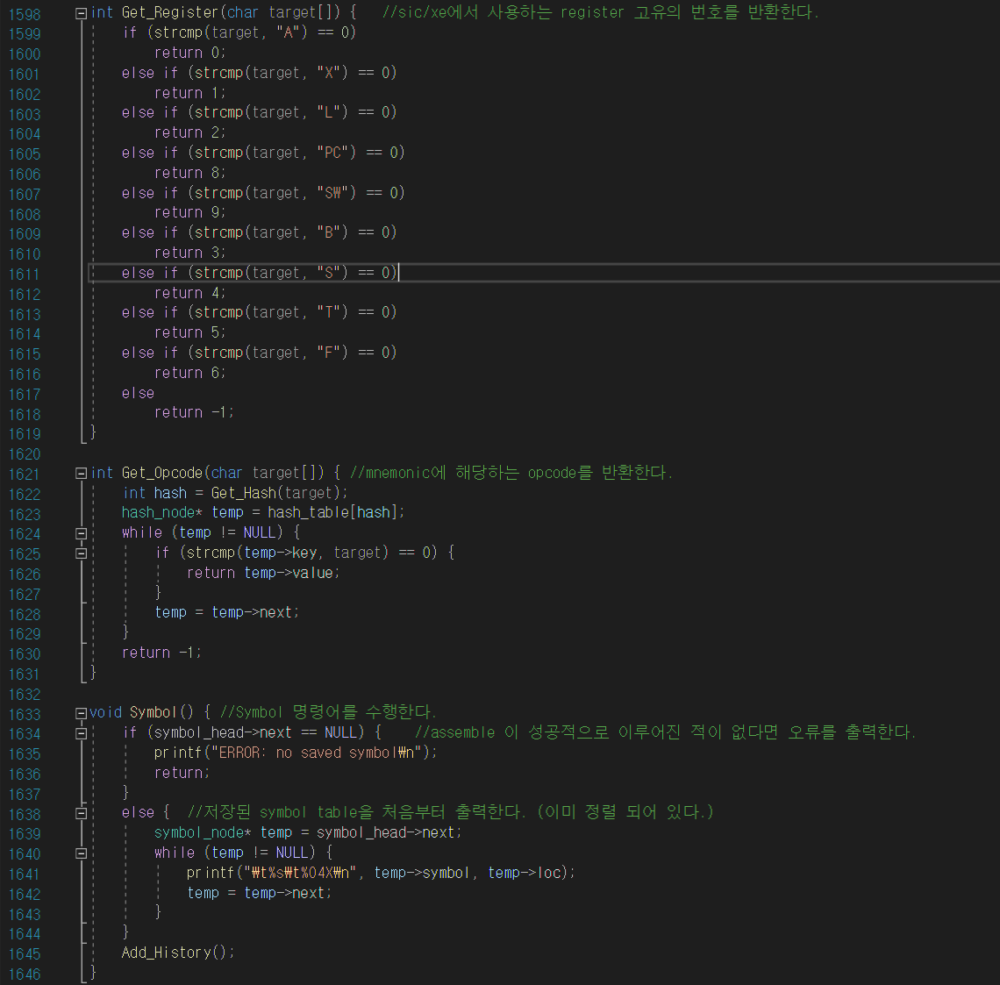 1598 int Get_Register(char target[]) {   //sic/xe에서 사용하는 register 고유의 번호를 반환한다.
1599     if (strcmp(target, "A") == 0)
1600         return 0;
1601     else if (strcmp(target, "X") == 0)
1602         return 1;
1603     else if (strcmp(target, "L") == 0)
1604         return 2;
1605     else if (strcmp(target, "PC") == 0)
1606         return 8;
1607     else if (strcmp(target, "SW") == 0)
1608         return 9;
1609     else if (strcmp(target, "B") == 0)
1610         return 3;
1611     else if (strcmp(target, "S") == 0)
1612         return 4;
1613     else if (strcmp(target, "T") == 0)
1614         return 5;
1615     else if (strcmp(target, "F") == 0)
1616         return 6;
1617     else
1618         return -1;
1619 }
1620
1621 int Get_Opcode(char target[]) { //mnemonic에 해당하는 opcode를 반환한다.
1622     int hash = Get_Hash(target);
1623     hash_node* temp = hash_table[hash];
1624     while (temp != NULL) {
1625         if (strcmp(temp->key, target) == 0) {
1626             return temp->value;
1627         }
1628         temp = temp->next;
1629     }
1630     return -1;
1631 }
1632
1633 void Symbol() { //Symbol 명령어를 수행한다.
1634     if (symbol_head->next == NULL) {    //assemble 이 성공적으로 이루어진 적이 없다면 오류를 출력한다.
1635         printf("ERROR: no saved symbol₩n");
1636         return;
1637     }
1638     else {  //저장된 symbol table을 처음부터 출력한다. (이미 정렬 되어 있다.)
1639         symbol_node* temp = symbol_head->next;
1640         while (temp != NULL) {
1641             printf("₩t%s₩t%04X₩n", temp->symbol, temp->loc);
1642             temp = temp->next;
1643         }
1644     }
1645     Add_History();
1646 }